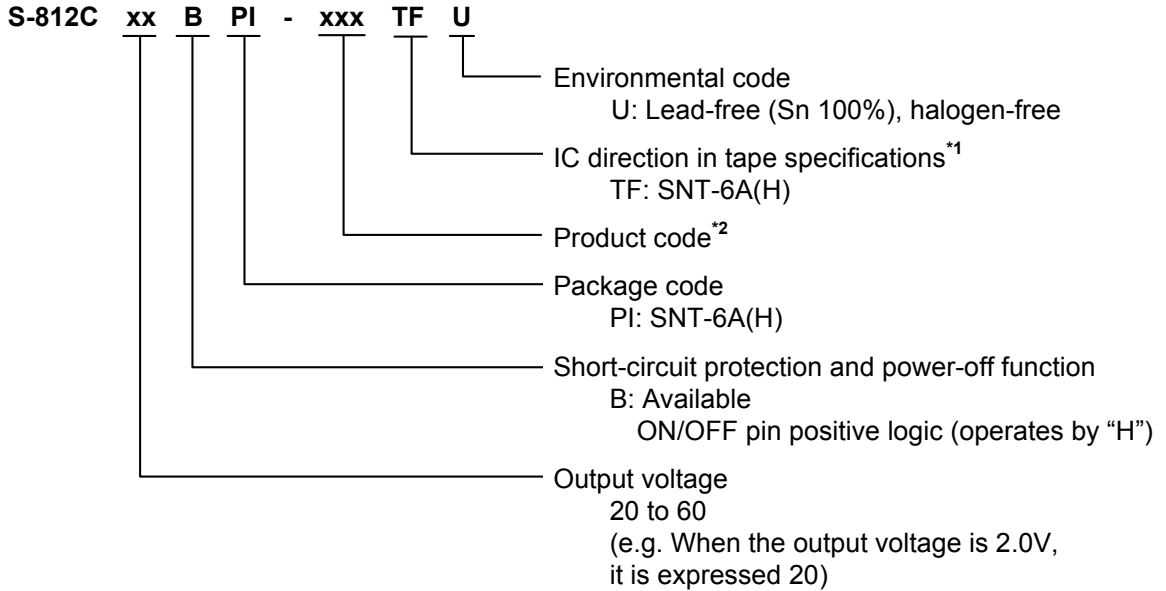 S-812C xx B PI - xxx TF U
Environmental code
U: Lead-free (Sn 100%), halogen-free
IC direction in tape specifications*1
TF: SNT-6A(H)
Product code*2
Package code
PI: SNT-6A(H)
Short-circuit protection and power-off function
B: Available
ON/OFF pin positive logic (operates by “H”)
Output voltage
20 to 60
(e.g. When the output voltage is 2.0V,
it is expressed 20)